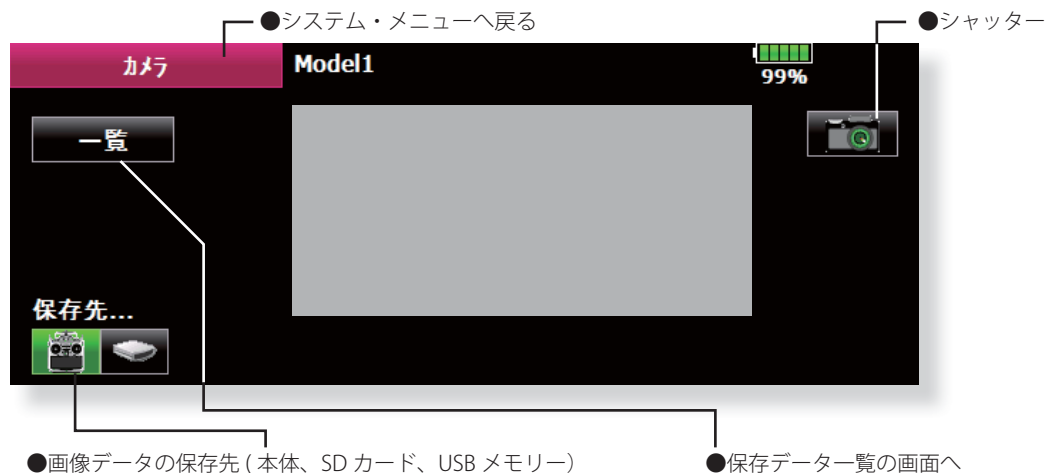 ●システム・メニューへ戻る
●シャッター
カメラ
Model1
99%
一覧
保存先...
●画像データの保存先 ( 本体、SD カード、USB メモリー）
●保存データ一覧の画面へ